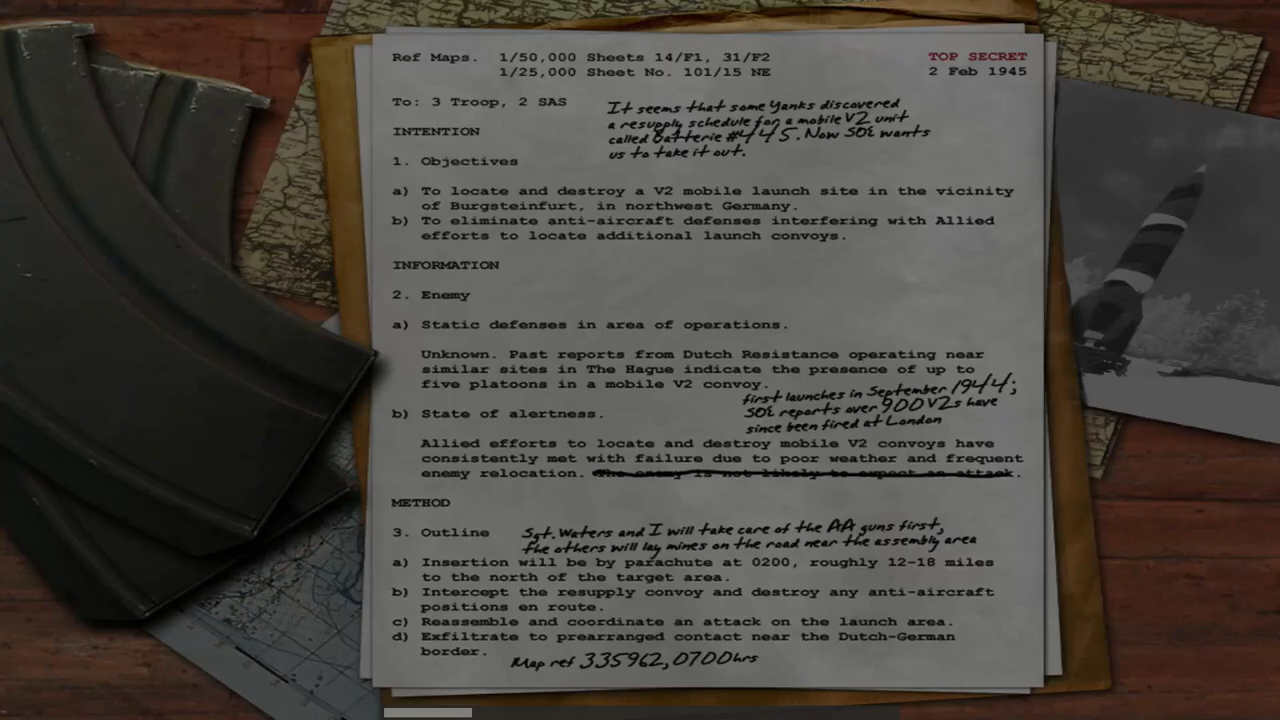 Ref Maps. 1/50,000 Sheets 14/F1, 31/F2
TOP SECRET
1/25,000 Sheet No. 101/15 NE
2 Feb 1945
To: 3 Troop, 2 SAS
It seems that some Yanks discovered
a resupply schedule for a mobile V2 unit
called Batterie #445. Now SOE wants
us to take it out.
INTENTION
1. Objectives
a) To locate and destroy a V2 mobile launch site in the vicinity
of Burgsteinfurt, in northwest Germany.
b) To eliminate anti-aircraft defenses interfering with Allied
efforts to locate additional launch convoys.
INFORMATION
2. Enemy
a) Static defenses in area of operations.
Unknown. Past reports from Dutch Resistance operating near
similar sites in The Hague indicate the presence of up to
five platoons in a mobile V2 convoy.
first launches in September 1944;
SOE reports over 900 V2s have
since been fired at London
b) State of alertness.
Allied efforts to locate and destroy mobile V2 convoys have
consistently met with failure due to poor weather and frequent
enemy relocation. The enemy is not likely to expect an attack.
METHOD
3. Outline
Sgt. Waters and I will take care of the AA guns first,
the others will lay mines on the road near the assembly area
a) Insertion will be by parachute at 0200, roughly 12-18 miles
to the north of the target area.
b) Intercept the resupply convoy and destroy any anti-aircraft
positions en route.
c) Reassemble and coordinate an attack on the launch area.
d) Exfiltrate to prearranged contact near the Dutch-German
border.
Map ref 335962, 0700hrs